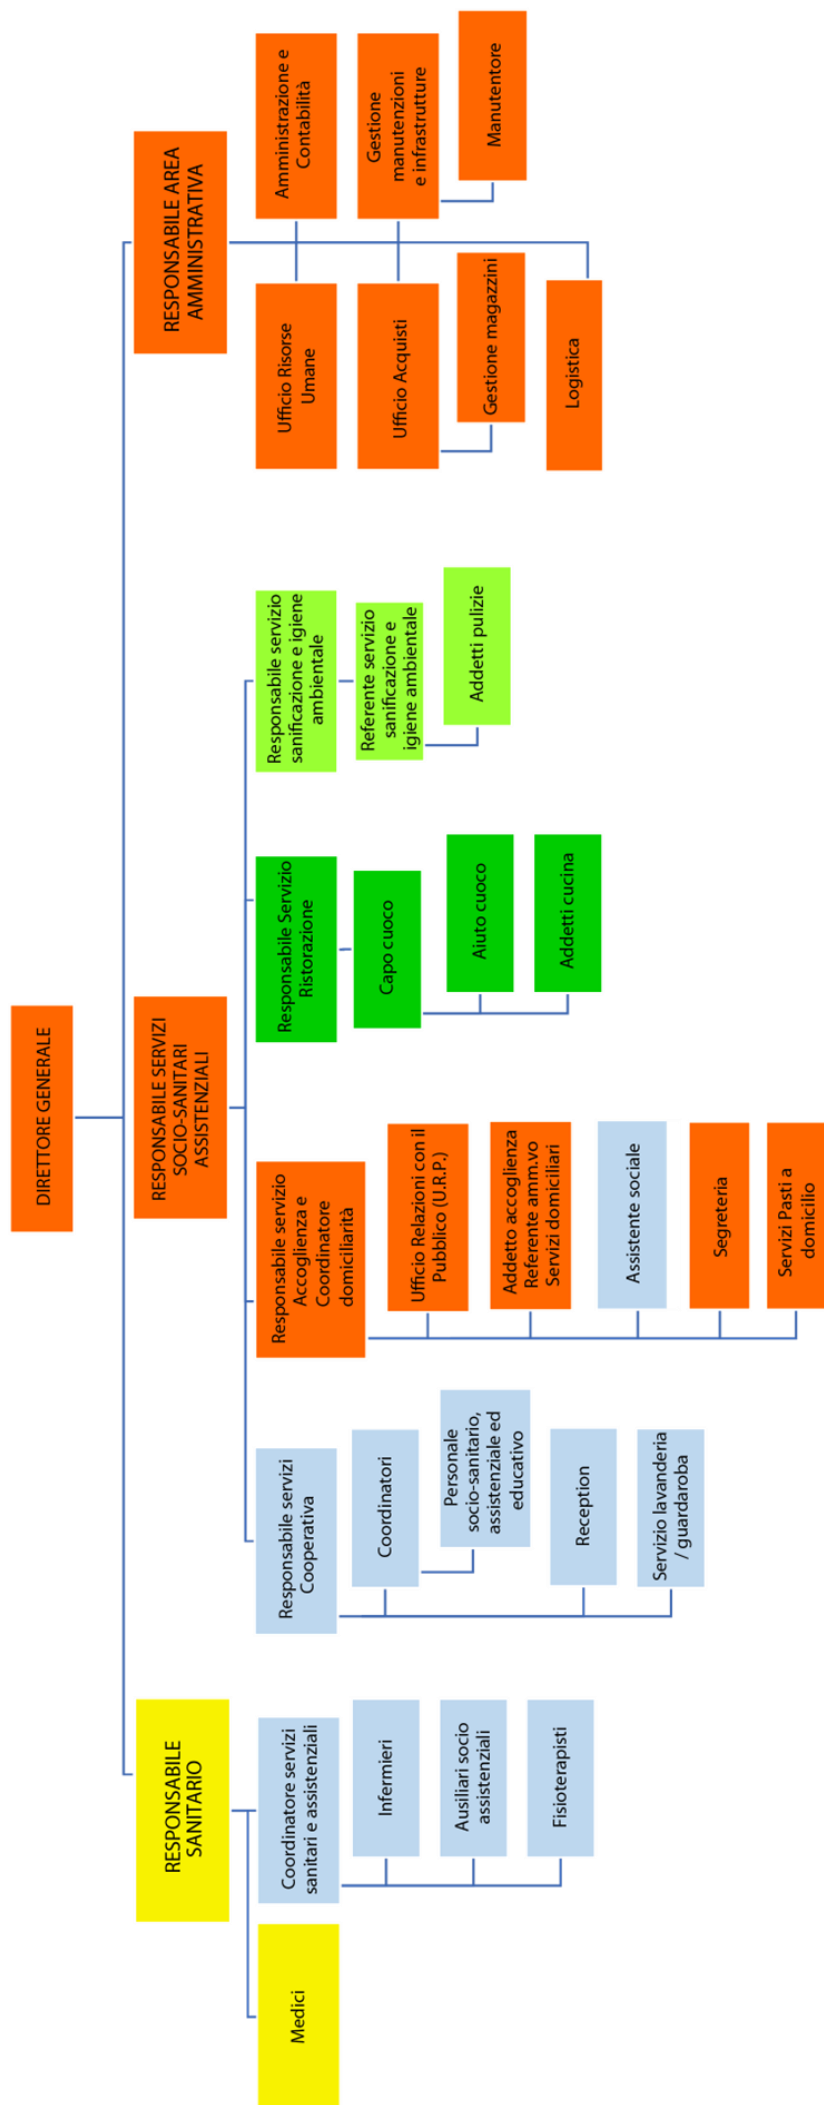 DIRETTORE GENERALE
RESPONSABILE
SANITARIO
RESPONSABILE SERVIZI
SOCIO-SANITARI
ASSISTENZIALI
RESPONSABILE AREA
AMMINISTRATIVA
Medici
Coordinatore servizi
sanitari e assistenziali
Infermieri
Ausiliari socio
assistenziali
Fisioterapisti
Responsabile servizi
Cooperativa
Coordinatori
Personale
socio-sanitario,
assistenziale ed
educativo
Reception
Servizio lavanderia
/ guardaroba
Responsabile servizio
Accoglienza e
Coordinatore
domiciliarità
Ufficio Relazioni con il
Pubblico (U.R.P.)
Addetto accoglienza
Referente amm.vo
Servizi domiciliari
Assistente sociale
Segreteria
Servizi Pasti a
domicilio
Responsabile Servizio
Ristorazione
Capo cuoco
Aiuto cuoco
Addetti cucina
Responsabile servizio
sanificazione e igiene
ambientale
Referente servizio
sanificazione e
igiene ambientale
Addetti pulizie
Ufficio Risorse
Umane
Amministrazione e
Contabilità
Ufficio Acquisti
Gestione
manutenzioni
e infrastrutture
Gestione magazzini
Manutentore
Logistica